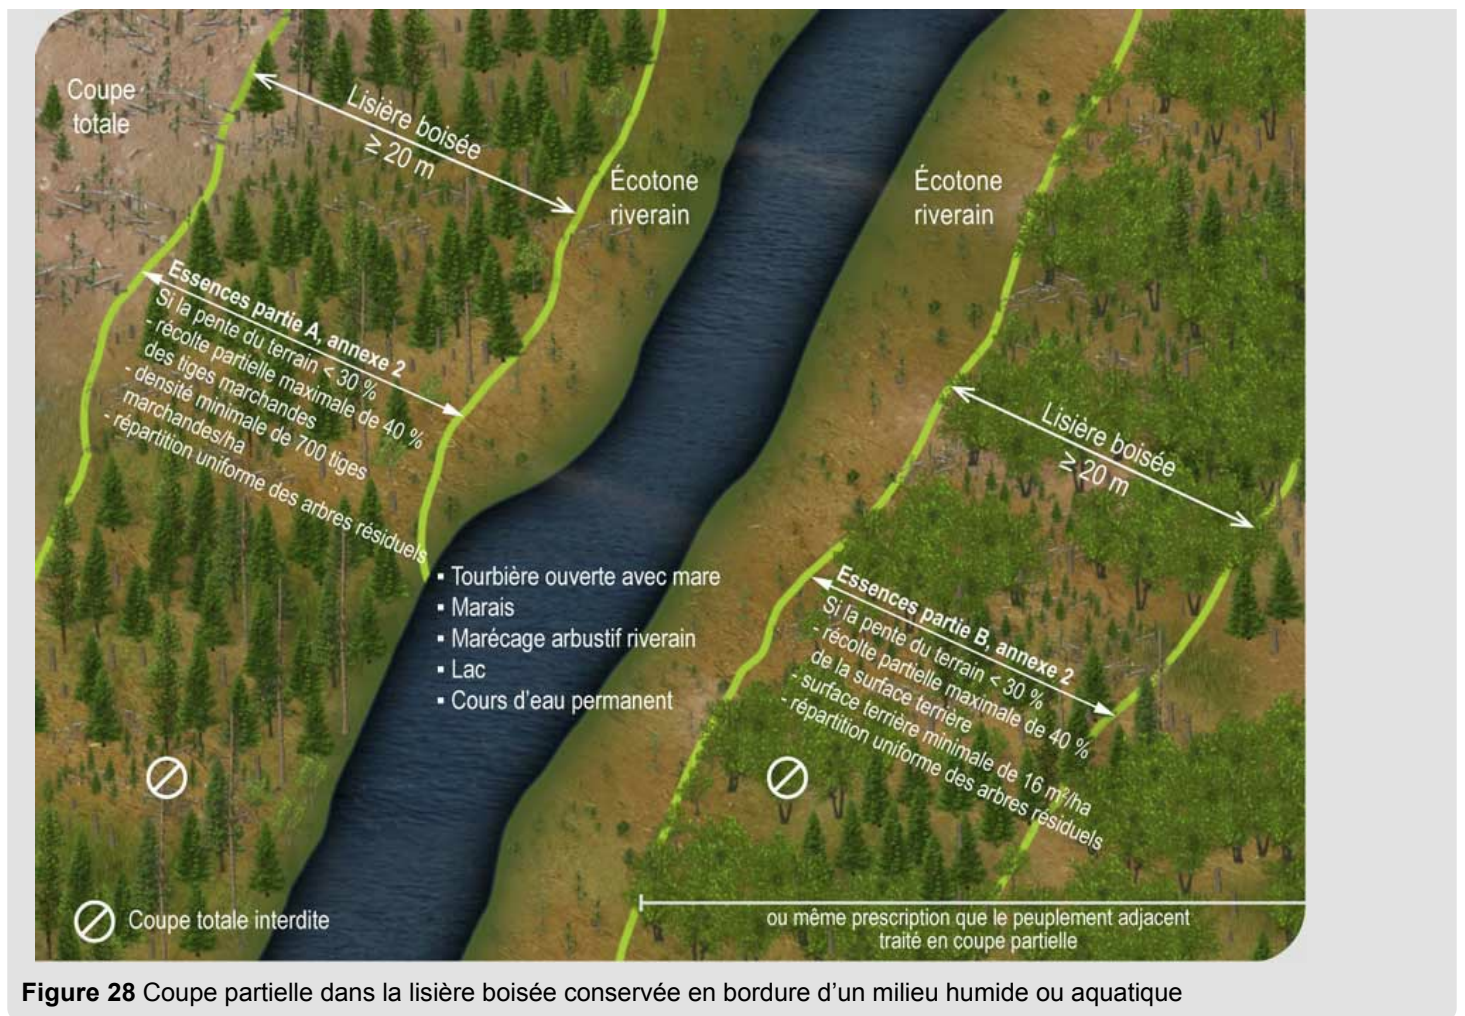 Coupe
totale
Lisière boisée
≥ 20 m
Écotone
riverain
Écotone
riverain
Essences partie A, annexe 2
Si la pente du terrain < 30 %
- récolte partielle maximale de 40 %
des tiges marchandes
- densité minimale de 700 tiges
marchandes/ha
- répartition uniforme des arbres résiduels
Lisière boisée
≥ 20 m
▪ Tourbière ouverte avec mare
▪ Marais
▪ Marécage arbustif riverain
▪ Lac
▪ Cours d'eau permanent
Essences partie B, annexe 2
Si la pente du terrain < 30 %
- récolte partielle maximale de 40 %
de la surface terrière
- surface terrière minimale de 16 m²/ha
- répartition uniforme des arbres résiduels
Coupe totale interdite
ou même prescription que le peuplement adjacent
traité en coupe partielle
Figure 28 Coupe partielle dans la lisière boisée conservée en bordure d'un milieu humide ou aquatique